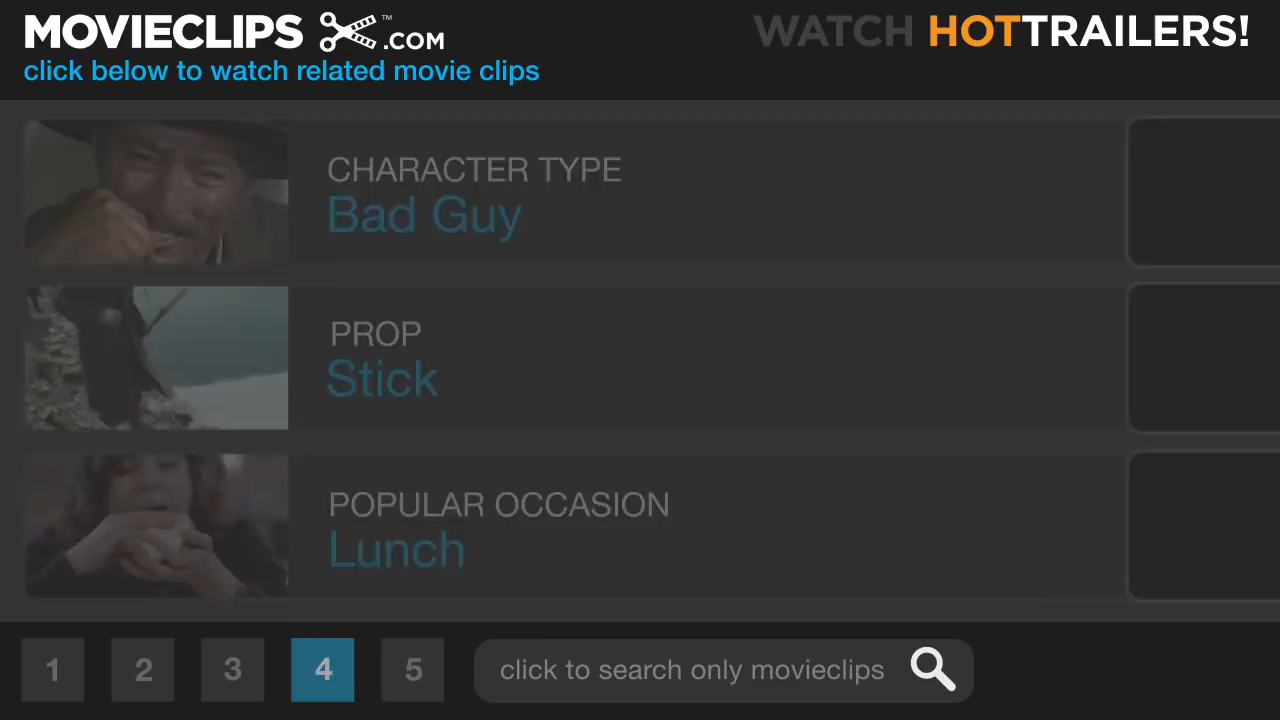 MOVIECLIPS ™ .COM
WATCH HOTTRAILERS!
click below to watch related movie clips
CHARACTER TYPE
Bad Guy
PROP
Stick
POPULAR OCCASION
Lunch
1 2 3 4 5
click to search only movieclips